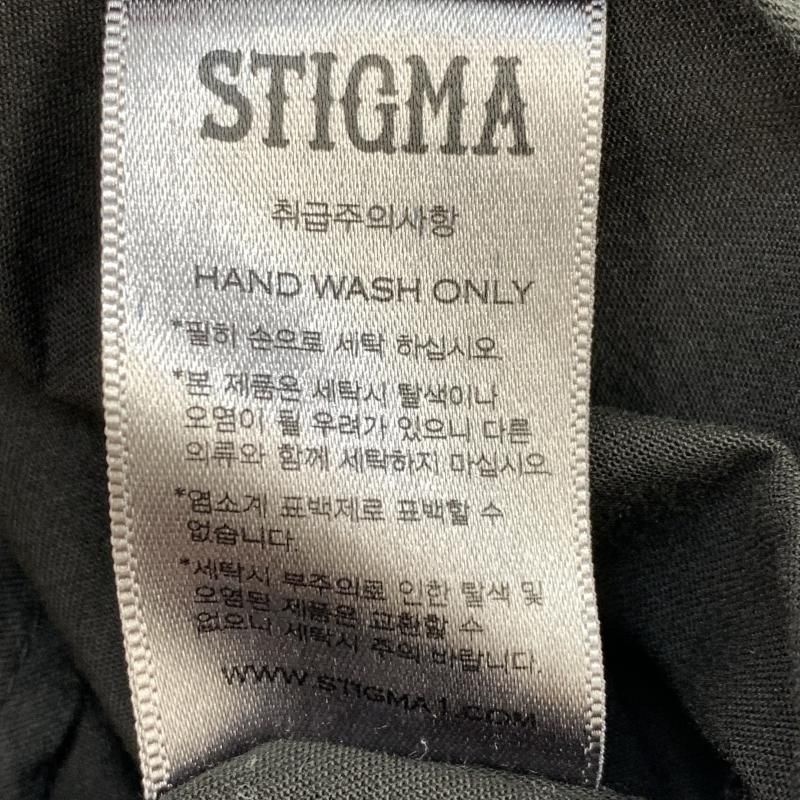 STIGMA
취급주의사항
HAND WASH ONLY
*필히 손으로 세탁 하십시오.
*본 제품은 세탁시 탈색이나
오염이 될 우려가 있으니 다른
의류와 함께 세탁하지 마십시오.
*염소계 표백제로 표백할 수
없습니다.
*세탁시 부주의로 인한 탈색 및
오염된 제품은 교환할 수
없으니 세탁시 주의 바랍니다.
WWW.STIGMA1.COM